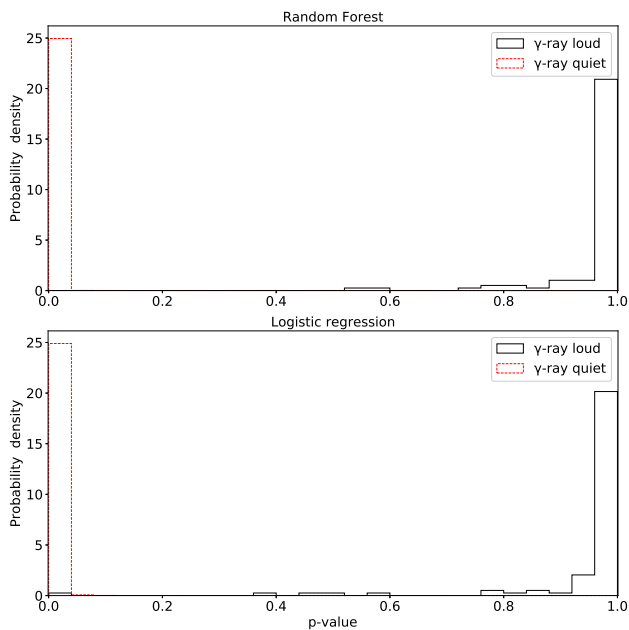 Random Forest
25
20
15
10
5
0
Probability density
γ-ray loud
γ-ray quiet
0.0 0.2 0.4 0.6 0.8 1.0
Logistic regression
25
20
15
10
5
0
Probability density
γ-ray loud
γ-ray quiet
0.0 0.2 0.4 0.6 0.8 1.0
p-value